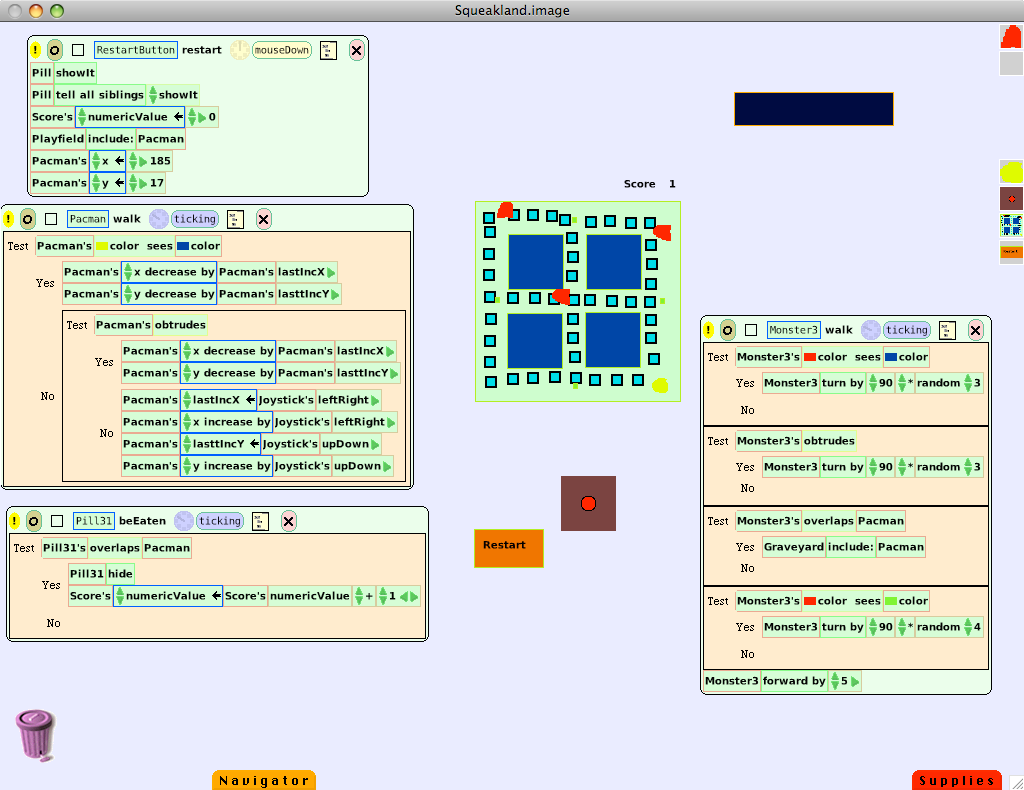 Squeakland.image
! RestartButton restart mouseDown
Pill showIt
Pill tell all siblings showIt
Score's numericValue ← 0
Playfield include: Pacman
Pacman's x ← 185
Pacman's y ← 17
! Pacman walk ticking
Test Pacman's color sees color
Yes Pacman's x decrease by Pacman's lastIncX
Pacman's y decrease by Pacman's lasttIncY
No Test Pacman's obtrudes
Yes Pacman's x decrease by Pacman's lastIncX
Pacman's y decrease by Pacman's lasttIncY
No Pacman's lastIncX ← Joystick's leftRight
Pacman's x increase by Joystick's leftRight
Pacman's lasttIncY ← Joystick's upDown
Pacman's y increase by Joystick's upDown
! Pill31 beEaten ticking
Test Pill31's overlaps Pacman
Yes Pill31 hide
Score's numericValue ← Score's numericValue + 1
No
Score 1
Restart
! Monster3 walk ticking
Test Monster3's color sees color
Yes Monster3 turn by 90 * random 3
No
Test Monster3's obtrudes
Yes Monster3 turn by 90 * random 3
No
Test Monster3's overlaps Pacman
Yes Graveyard include: Pacman
No
Test Monster3's color sees color
Yes Monster3 turn by 90 * random 4
No
Monster3 forward by 5
Navigator
Supplies